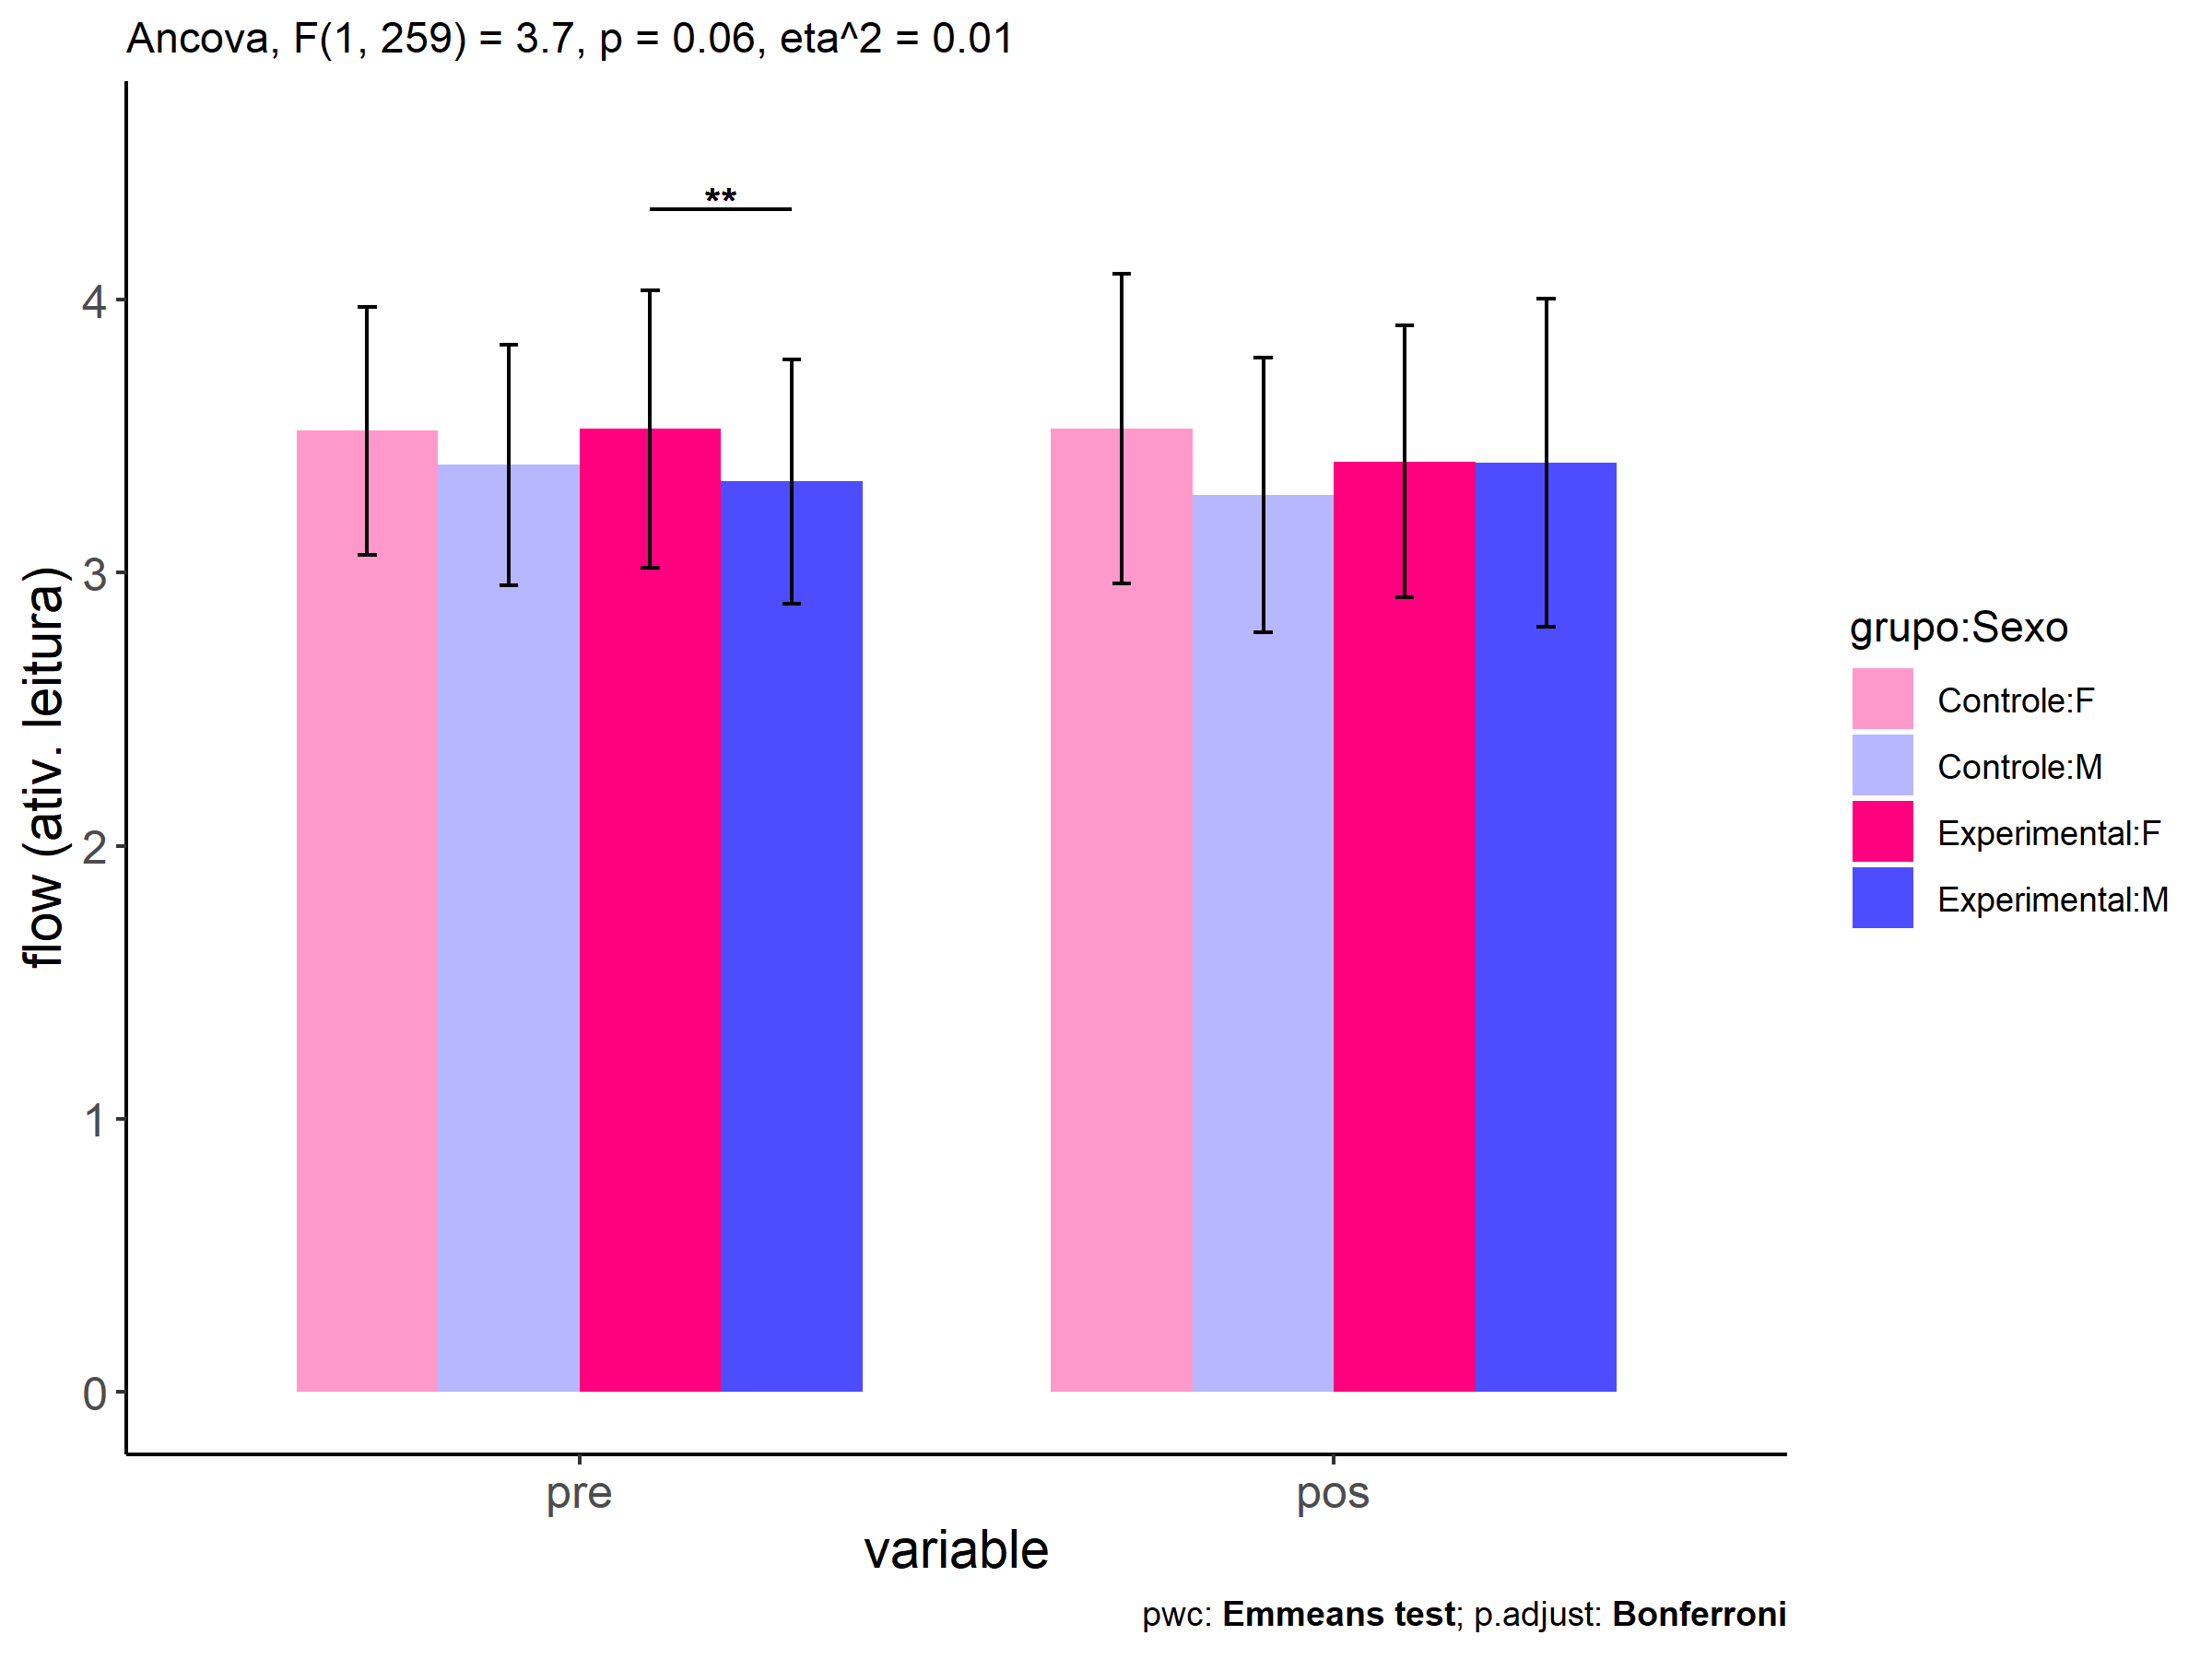 Ancova, F(1, 259) = 3.7, p = 0.06, eta^2 = 0.01
**
4
3
2
1
0
flow (ativ. leitura)
pre
pos
variable
grupo:Sexo
Controle:F
Controle:M
Experimental:F
Experimental:M
pwc: Emmeans test; p.adjust: Bonferroni